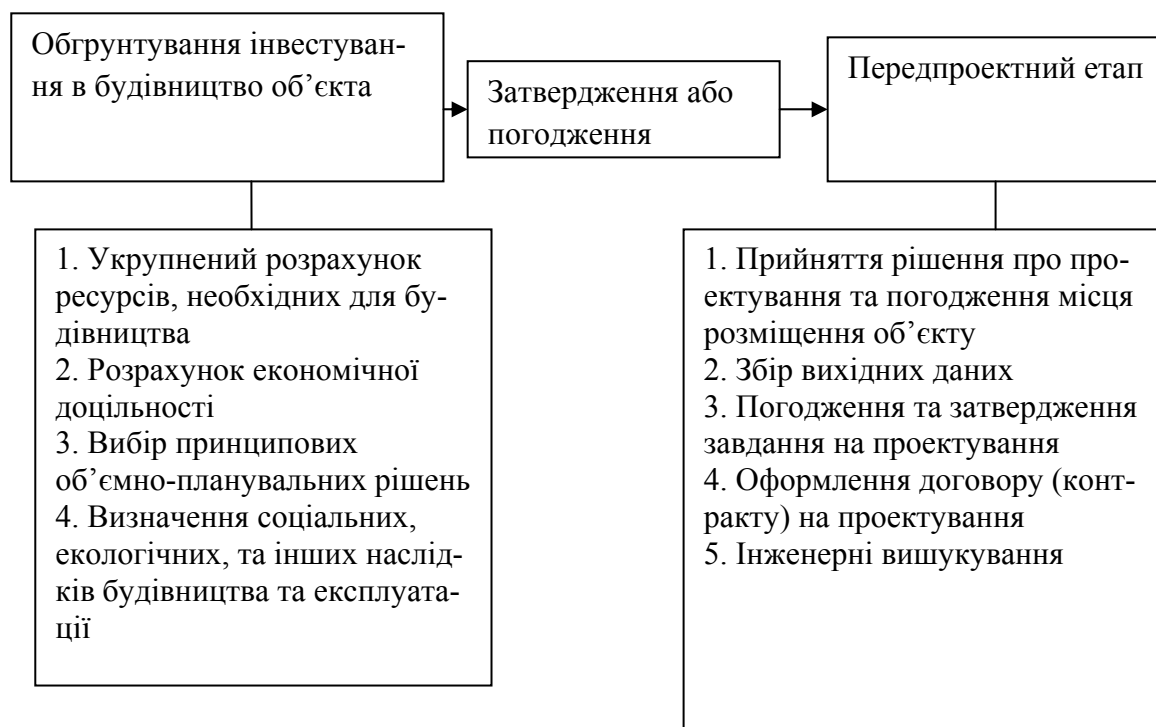 Обгрунтування інвестуван-
ня в будівництво об’єкта
Затвердження або
погодження
Передпроектний етап
1. Укрупнений розрахунок
ресурсів, необхідних для бу-
дівництва
2. Розрахунок економічної
доцільності
3. Вибір принципових
об’ємно-планувальних рішень
4. Визначення соціальних,
екологічних, та інших наслід-
ків будівництва та експлуата-
ції
1. Прийняття рішення про про-
ектування та погодження місця
розміщення об’єкту
2. Збір вихідних даних
3. Погодження та затвердження
завдання на проектування
4. Оформлення договору (конт-
ракту) на проектування
5. Інженерні вишукування